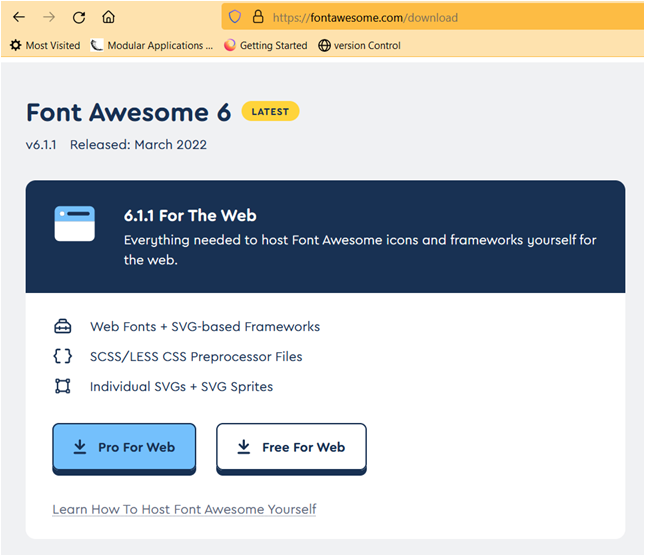 https://fontawesome.com/download
Most Visited Modular Applications ... Getting Started version Control
Font Awesome 6 LATEST
v6.1.1 Released: March 2022
6.1.1 For The Web
Everything needed to host Font Awesome icons and frameworks yourself for
the web.
Web Fonts + SVG-based Frameworks
SCSS/LESS CSS Preprocessor Files
Individual SVGs + SVG Sprites
Pro For Web Free For Web
Learn How To Host Font Awesome Yourself